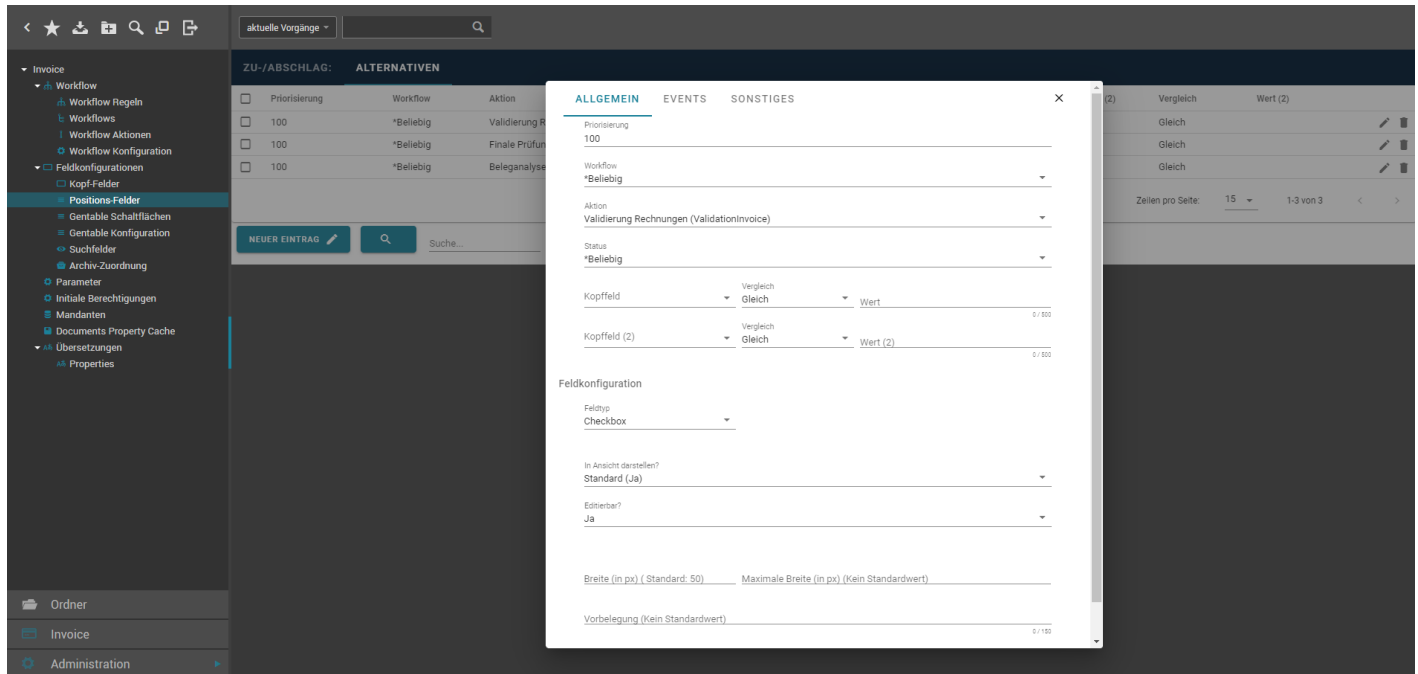 aktuelle Vorgänge
Invoice
Workflow
Workflow Regeln
Workflows
Workflow Aktionen
Workflow Konfiguration
Feldkonfigurationen
Kopf-Felder
Positions-Felder
Gentable Schaltflächen
Gentable Konfiguration
Suchfelder
Archiv-Zuordnung
Parameter
Initiale Berechtigungen
Mandanten
Documents Property Cache
Übersetzungen
Properties
Ordner
Invoice
Administration
ZU-/ABSCHLAG: ALTERNATIVEN
Priorisierung Workflow Aktion (2) Vergleich Wert (2)
100 *Beliebig Validierung R Gleich
100 *Beliebig Finale Prüfun Gleich
100 *Beliebig Beleganalyse Gleich
Zeilen pro Seite: 15 1-3 von 3
NEUER EINTRAG Suche...
ALLGEMEIN EVENTS SONSTIGES
Priorisierung
100
Workflow
*Beliebig
Aktion
Validierung Rechnungen (ValidationInvoice)
Status
*Beliebig
Kopffeld Vergleich Gleich Wert
0 / 500
Kopffeld (2) Vergleich Gleich Wert (2)
0 / 500
Feldkonfiguration
Feldtyp
Checkbox
In Ansicht darstellen?
Standard (Ja)
Editierbar?
Ja
Breite (in px) ( Standard: 50) Maximale Breite (in px) (Kein Standardwert)
Vorbelegung (Kein Standardwert)
0 / 150